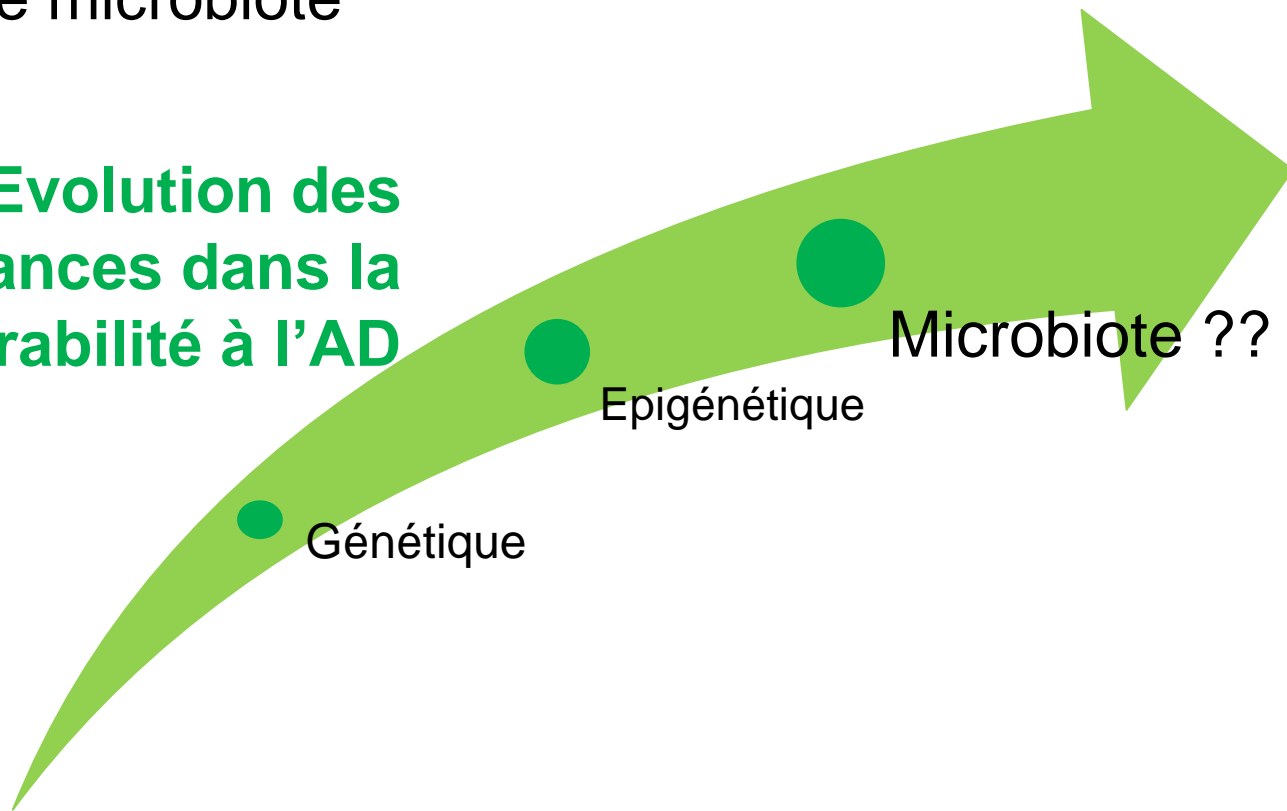 e microbiote
Evolution des
ances dans la
rabilité à l’AD
Microbiote ??
Epigénétique
Génétique